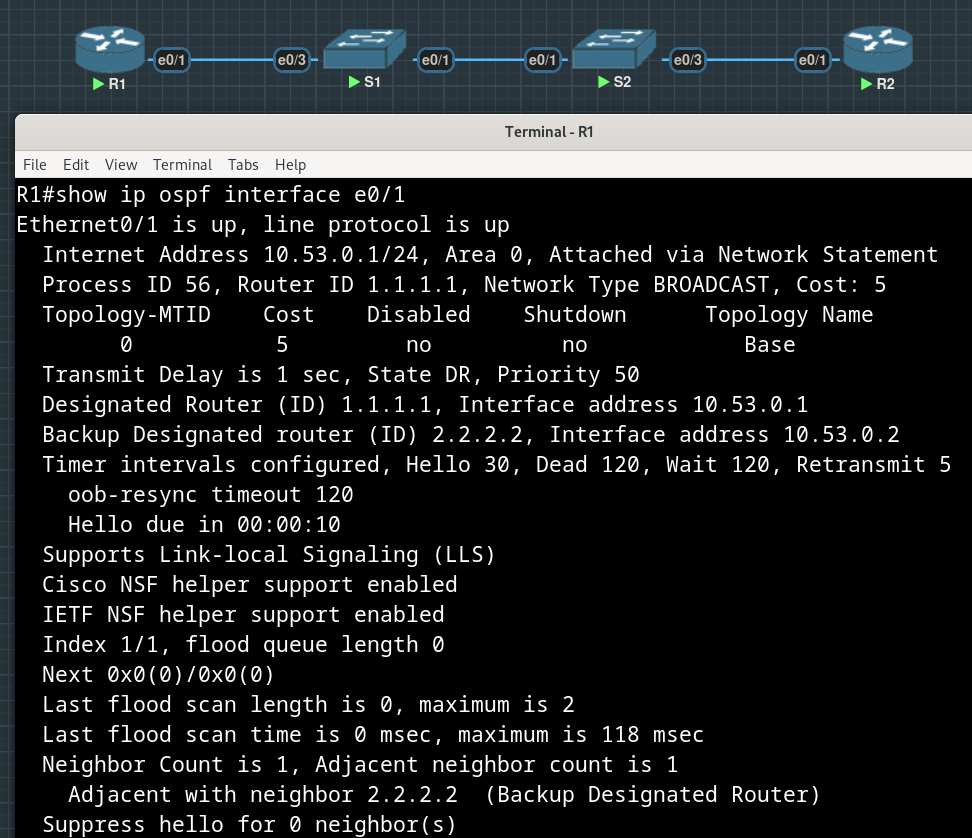 e0/1 e0/3 e0/1 e0/1 e0/3 e0/1
R1 S1 S2 R2
Terminal - R1
File Edit View Terminal Tabs Help
R1#show ip ospf interface e0/1
Ethernet0/1 is up, line protocol is up
  Internet Address 10.53.0.1/24, Area 0, Attached via Network Statement
  Process ID 56, Router ID 1.1.1.1, Network Type BROADCAST, Cost: 5
  Topology-MTID    Cost    Disabled    Shutdown      Topology Name
        0           5         no          no            Base
  Transmit Delay is 1 sec, State DR, Priority 50
  Designated Router (ID) 1.1.1.1, Interface address 10.53.0.1
  Backup Designated router (ID) 2.2.2.2, Interface address 10.53.0.2
  Timer intervals configured, Hello 30, Dead 120, Wait 120, Retransmit 5
    oob-resync timeout 120
    Hello due in 00:00:10
  Supports Link-local Signaling (LLS)
  Cisco NSF helper support enabled
  IETF NSF helper support enabled
  Index 1/1, flood queue length 0
  Next 0x0(0)/0x0(0)
  Last flood scan length is 0, maximum is 2
  Last flood scan time is 0 msec, maximum is 118 msec
  Neighbor Count is 1, Adjacent neighbor count is 1
    Adjacent with neighbor 2.2.2.2  (Backup Designated Router)
  Suppress hello for 0 neighbor(s)